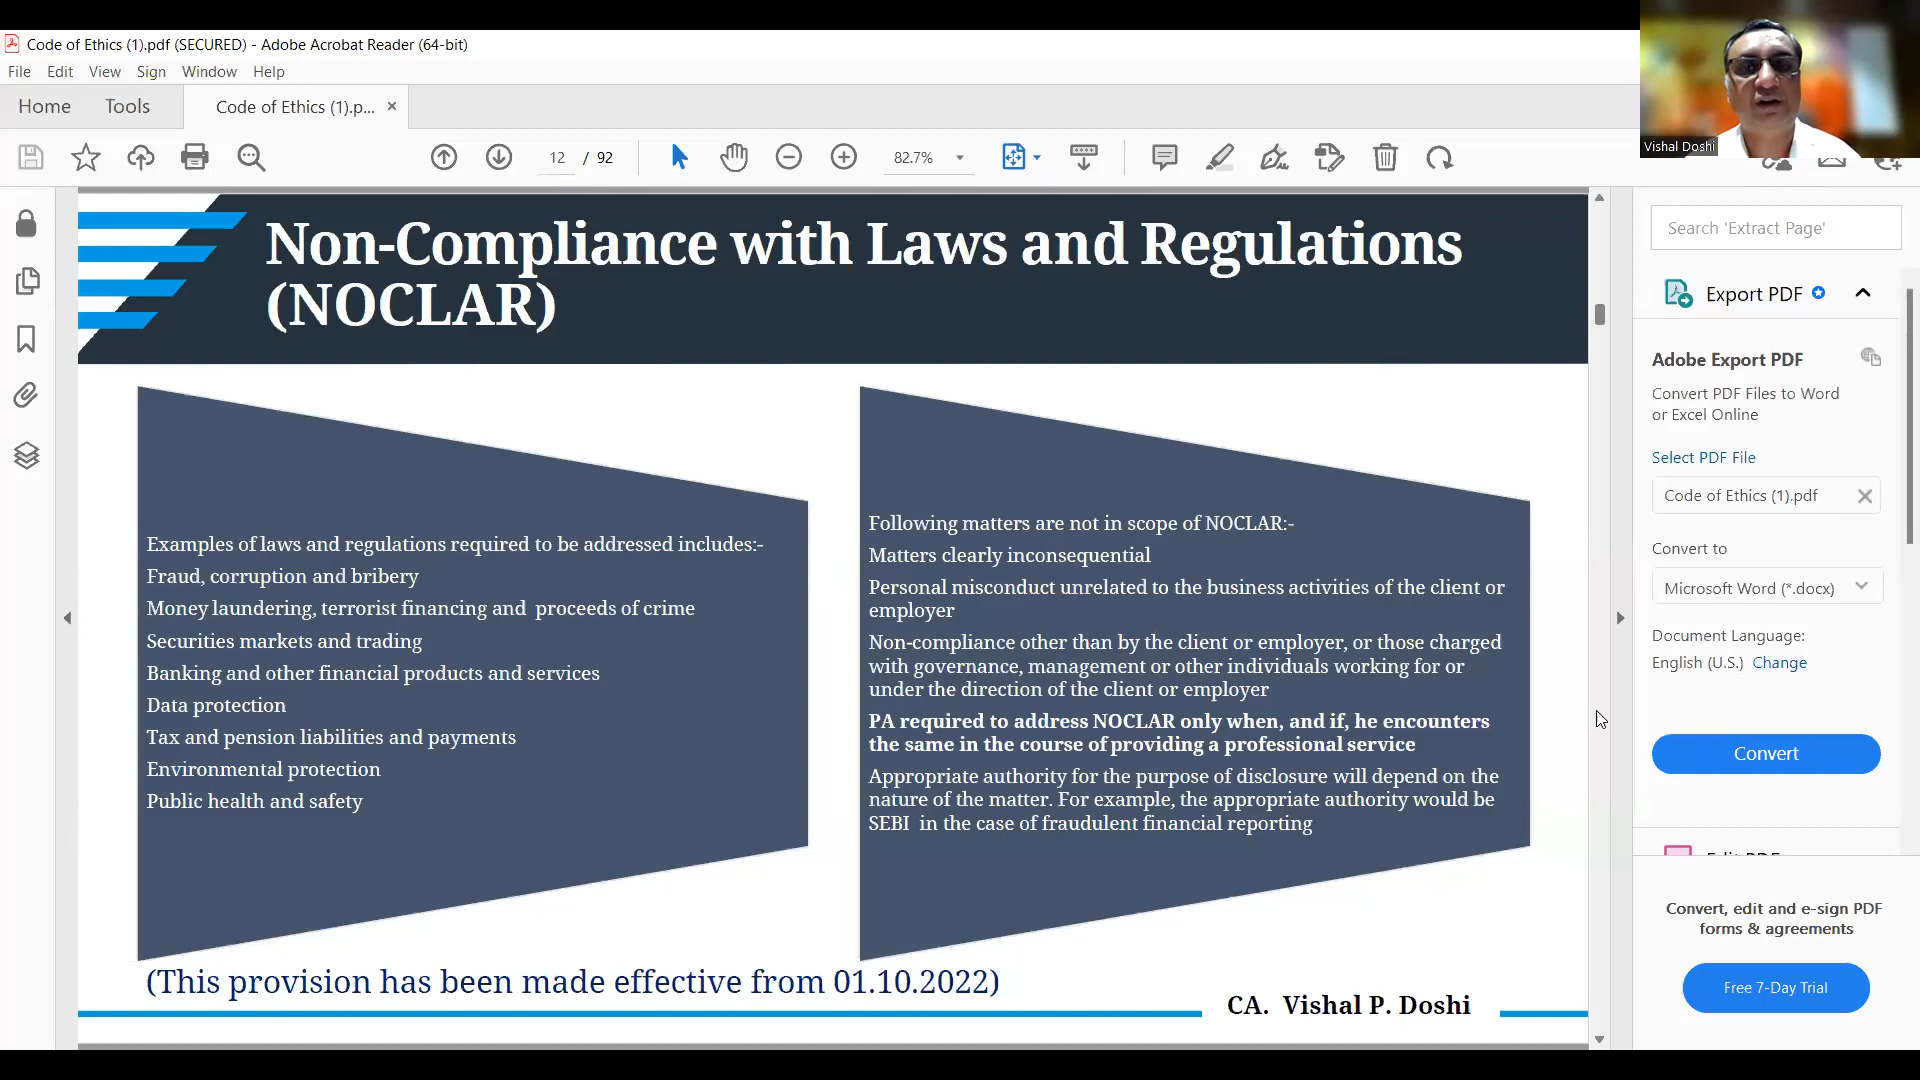 Code of Ethics (1).pdf (SECURED) - Adobe Acrobat Reader (64-bit)
File Edit View Sign Window Help
Home Tools Code of Ethics (1).p... ×
12 / 92 82.7%
Vishal Doshi
Non-Compliance with Laws and Regulations
(NOCLAR)
Examples of laws and regulations required to be addressed includes:-
Fraud, corruption and bribery
Money laundering, terrorist financing and proceeds of crime
Securities markets and trading
Banking and other financial products and services
Data protection
Tax and pension liabilities and payments
Environmental protection
Public health and safety
Following matters are not in scope of NOCLAR:-
Matters clearly inconsequential
Personal misconduct unrelated to the business activities of the client or
employer
Non-compliance other than by the client or employer, or those charged
with governance, management or other individuals working for or
under the direction of the client or employer
PA required to address NOCLAR only when, and if, he encounters
the same in the course of providing a professional service
Appropriate authority for the purpose of disclosure will depend on the
nature of the matter. For example, the appropriate authority would be
SEBI in the case of fraudulent financial reporting
(This provision has been made effective from 01.10.2022)
CA. Vishal P. Doshi
Search 'Extract Page'
Export PDF
Adobe Export PDF
Convert PDF Files to Word
or Excel Online
Select PDF File
Code of Ethics (1).pdf
Convert to
Microsoft Word (*.docx)
Document Language:
English (U.S.) Change
Convert
Convert, edit and e-sign PDF
forms & agreements
Free 7-Day Trial